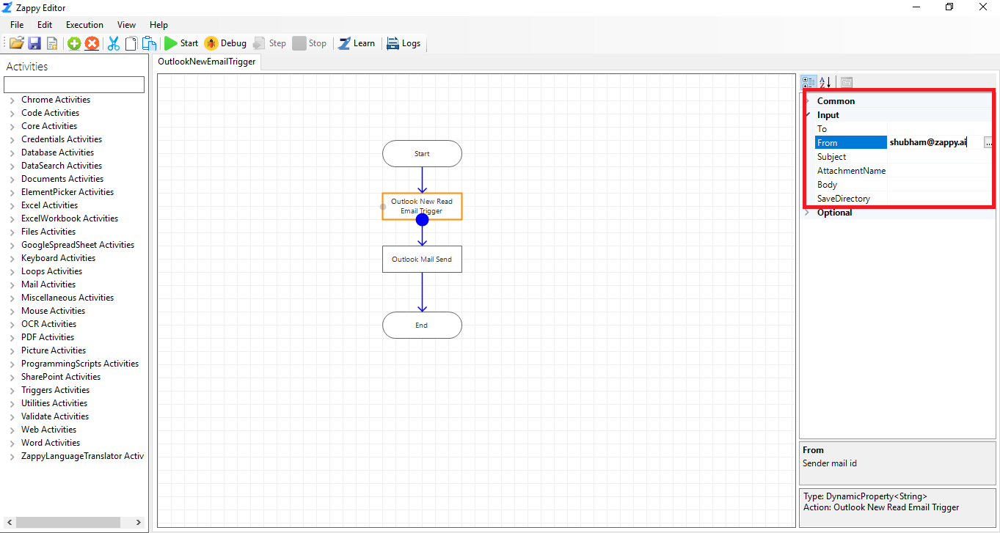 Zappy Editor
File Edit Execution View Help
Start Debug Step Stop Learn Logs
Activities
Chrome Activities
Code Activities
Core Activities
Credentials Activities
Database Activities
DataSearch Activities
Documents Activities
ElementPicker Activities
Excel Activities
ExcelWorkbook Activities
Files Activities
GoogleSpreadSheet Activities
Keyboard Activities
Loops Activities
Mail Activities
Miscellaneous Activities
Mouse Activities
OCR Activities
PDF Activities
Picture Activities
ProgrammingScripts Activities
SharePoint Activities
Triggers Activities
Utilities Activities
Validate Activities
Web Activities
Word Activities
ZappyLanguageTranslator Activ
OutlookNewEmailTrigger
Start
Outlook New Read
Email Trigger
Outlook Mail Send
End
Common
Input
To
From shubham@zappy.ai ...
Subject
AttachmentName
Body
SaveDirectory
Optional
From
Sender mail id
Type: DynamicProperty<String>
Action: Outlook New Read Email Trigger